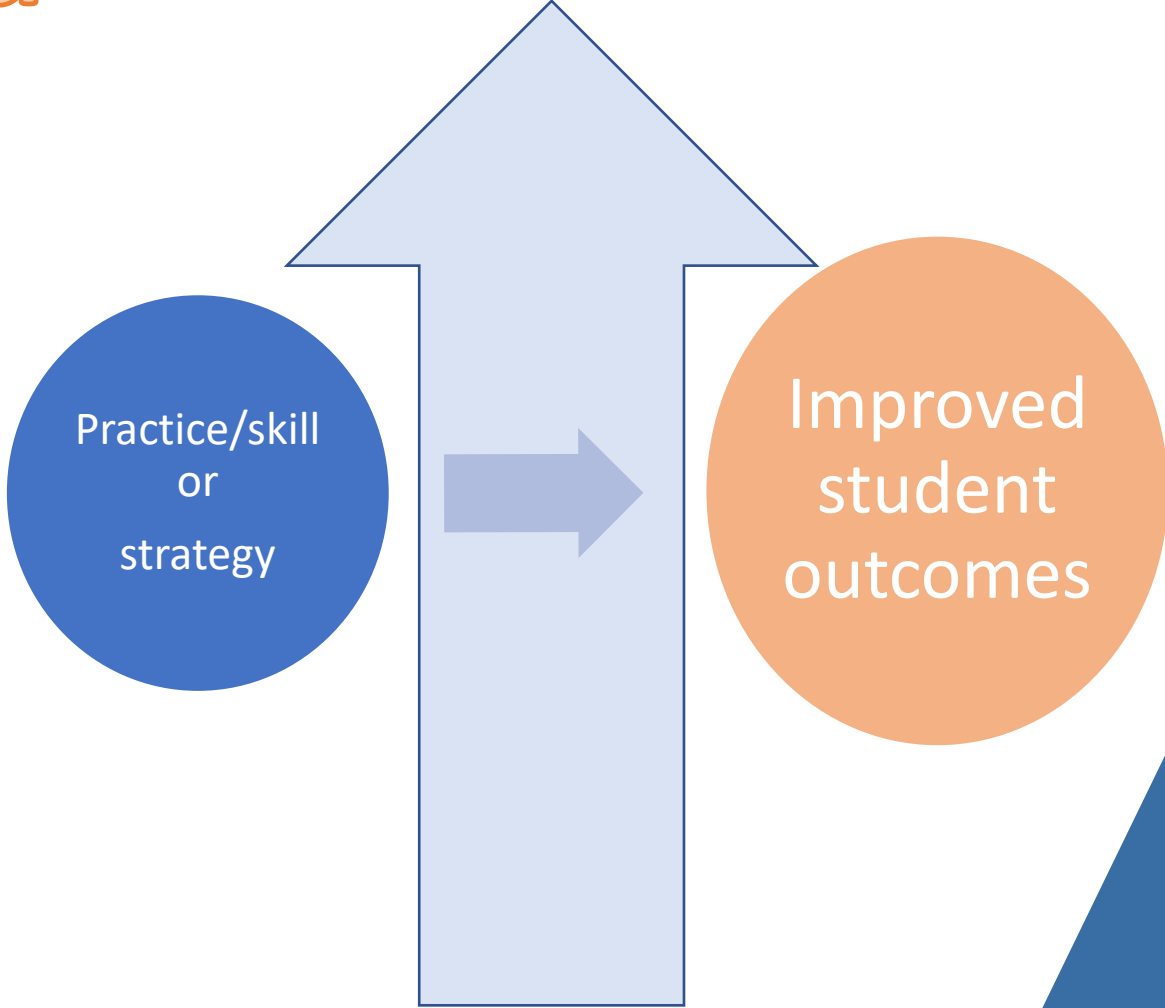 Practice/skill
or
strategy
Improved
student
outcomes